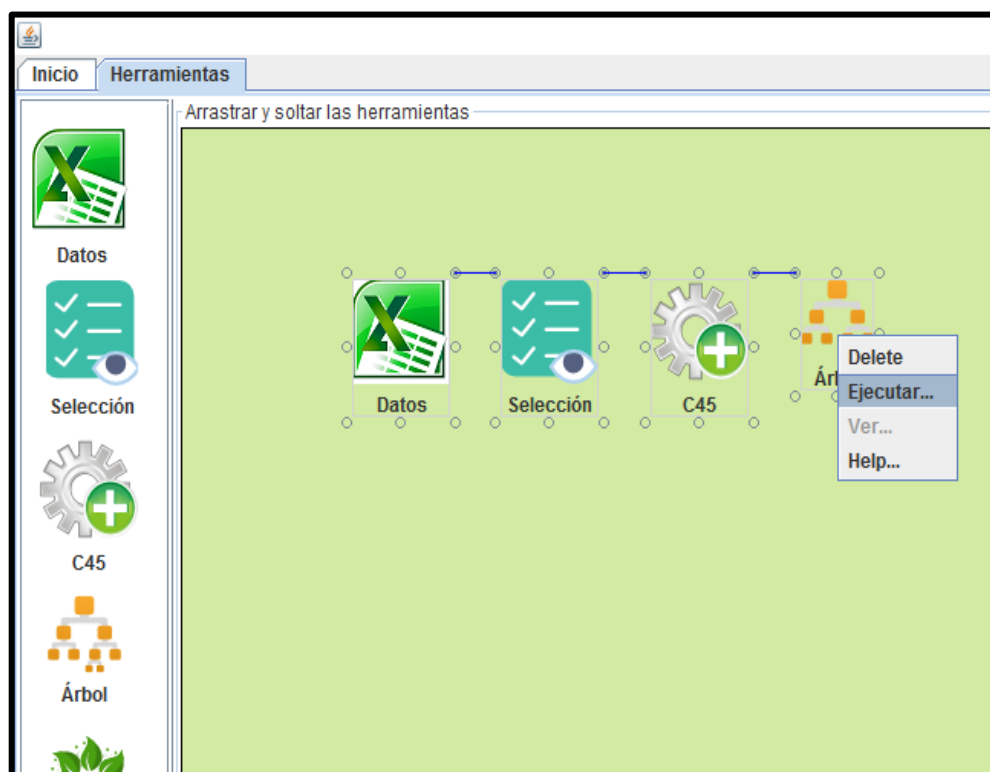 Inicio
Herramientas
Arrastrar y soltar las herramientas
Datos
Selección
C45
Árbol
Datos
Selección
C45
Delete
Ejecutar...
Ver...
Help...